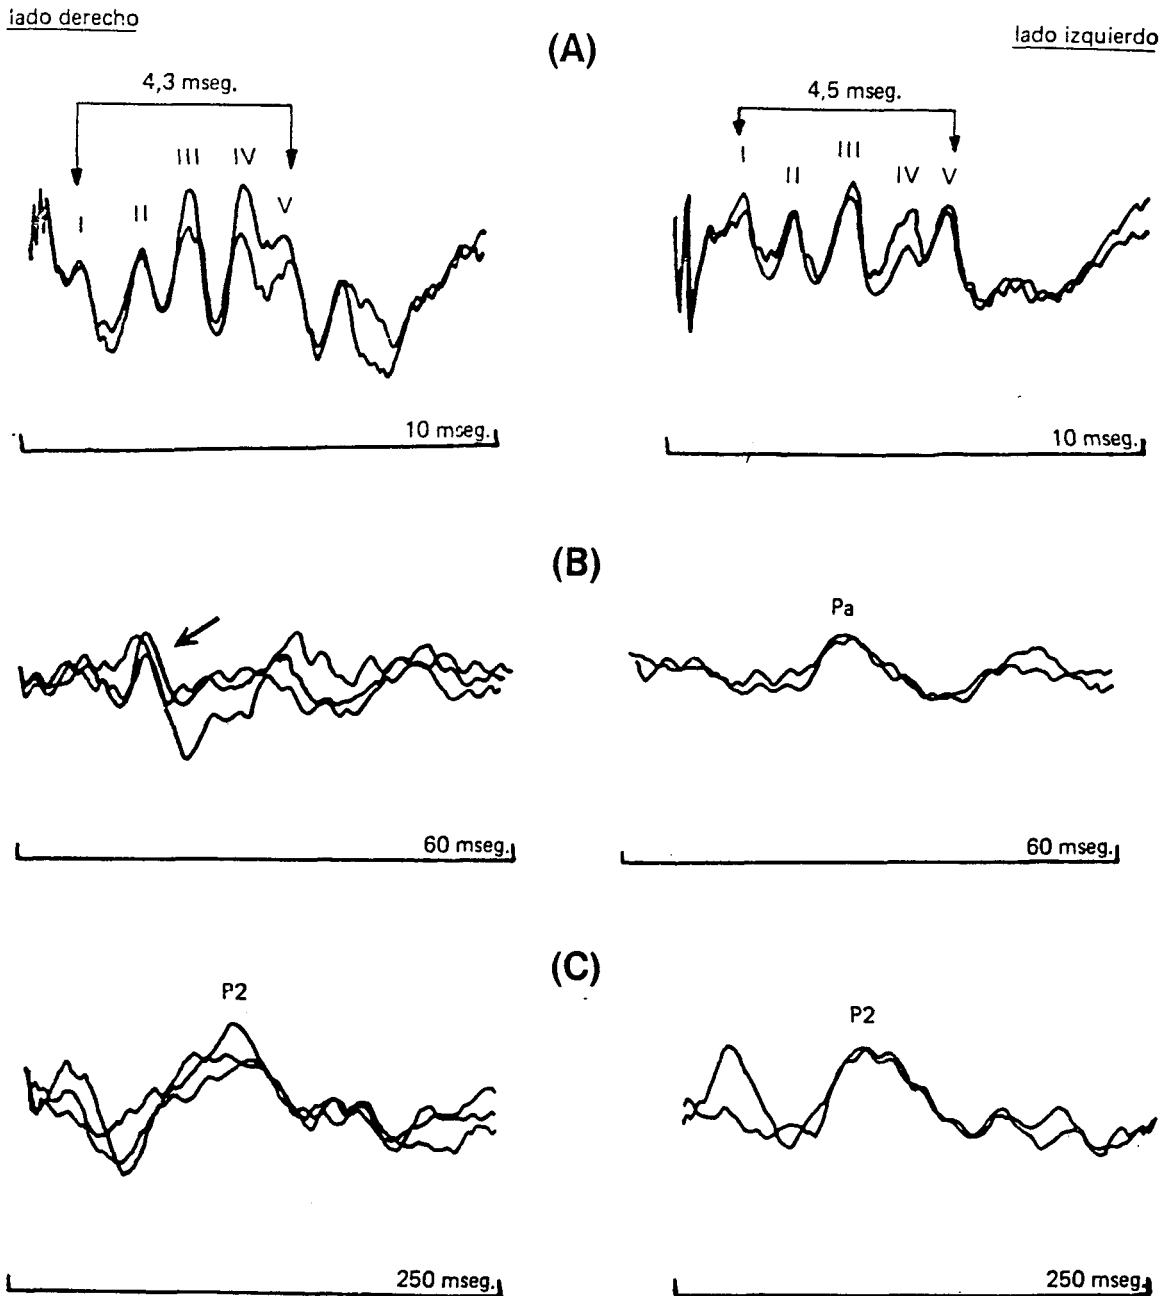 lado derecho
(A)
lado izquierdo
4,3 mseg.
4,5 mseg.
I
II
III
IV
V
I
II
III
IV
V
10 mseg.
10 mseg.
(B)
Pa
60 mseg.
60 mseg.
(C)
P2
P2
250 mseg.
250 mseg.